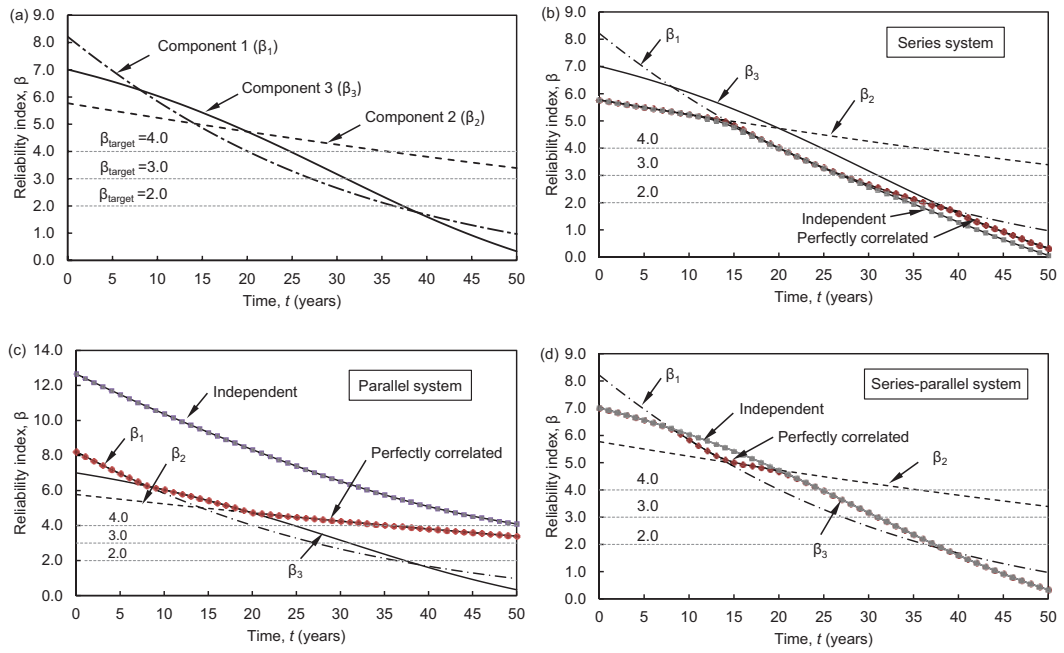 (a)
9.0
8.0
7.0
6.0
5.0
4.0
3.0
2.0
1.0
0.0
Reliability index, β
Component 1 (β1)
Component 3 (β3)
Component 2 (β2)
βtarget =4.0
βtarget =3.0
βtarget =2.0
0 5 10 15 20 25 30 35 40 45 50
Time, t (years)
(b)
9.0
8.0
7.0
6.0
5.0
4.0
3.0
2.0
1.0
0.0
Reliability index, β
β1
Series system
β3
β2
4.0
3.0
2.0
Independent
Perfectly correlated
0 5 10 15 20 25 30 35 40 45 50
Time, t (years)
(c)
14.0
12.0
10.0
8.0
6.0
4.0
2.0
0.0
Reliability index, β
Parallel system
Independent
β1
β2
Perfectly correlated
4.0
3.0
2.0
β3
0 5 10 15 20 25 30 35 40 45 50
Time, t (years)
(d)
9.0
8.0
7.0
6.0
5.0
4.0
3.0
2.0
1.0
0.0
Reliability index, β
β1
Series-parallel system
Independent
Perfectly correlated
β2
4.0
3.0
2.0
β3
0 5 10 15 20 25 30 35 40 45 50
Time, t (years)